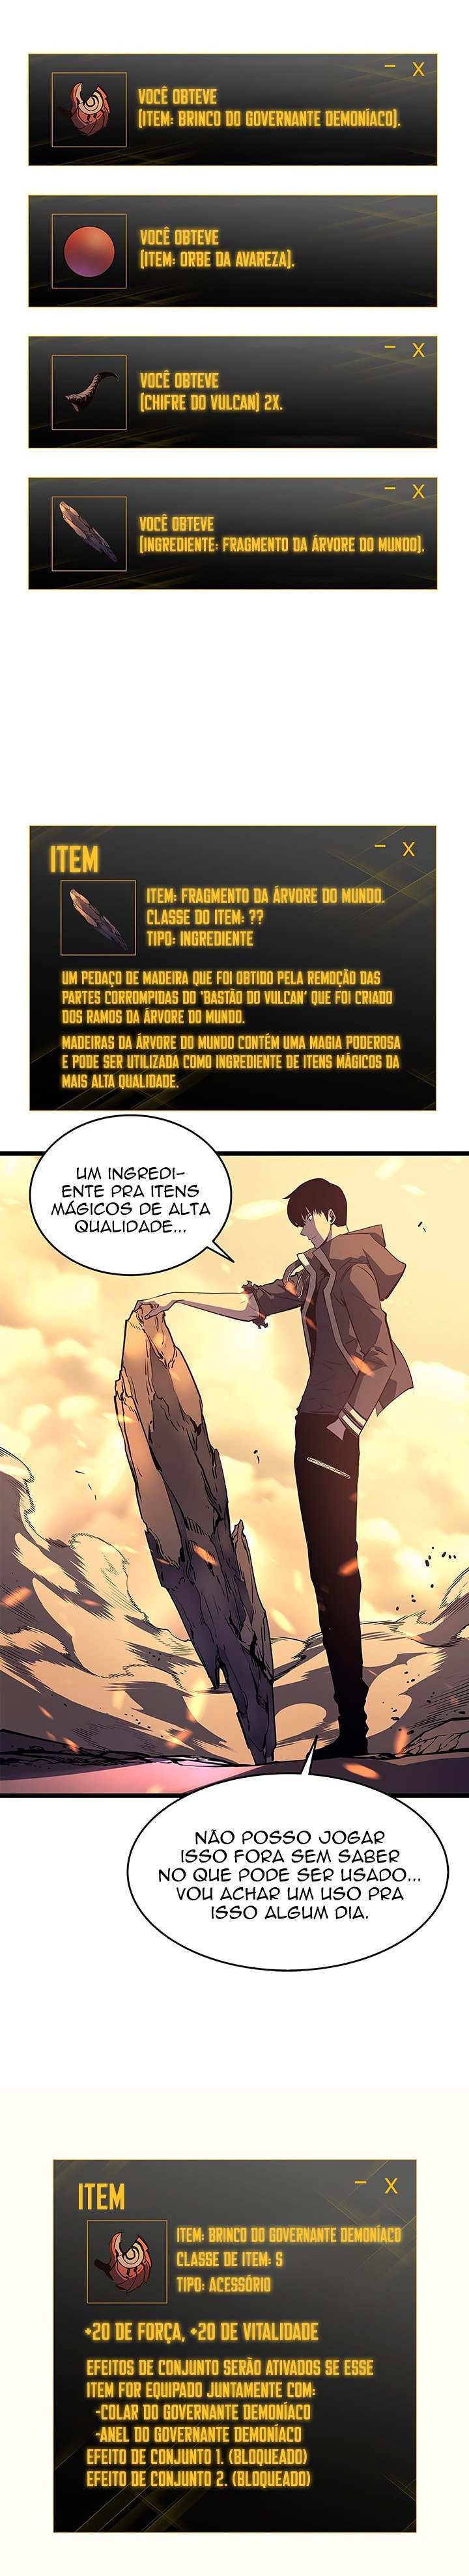 VOCÊ OBTEVE
[ITEM: BRINCO DO GOVERNANTE DEMONÍACO].
VOCÊ OBTEVE
[ITEM: ORBE DA AVAREZA].
VOCÊ OBTEVE
[CHIFRE DO VULCAN] 2X.
VOCÊ OBTEVE
[INGREDIENTE: FRAGMENTO DA ÁRVORE DO MUNDO].
ITEM
ITEM: FRAGMENTO DA ÁRVORE DO MUNDO.
CLASSE DO ITEM: ??
TIPO: INGREDIENTE
UM PEDAÇO DE MADEIRA QUE FOI OBTIDO PELA REMOÇÃO DAS
PARTES CORROMPIDAS DO 'BASTÃO DO VULCAN' QUE FOI CRIADO
DOS RAMOS DA ÁRVORE DO MUNDO.
MADEIRAS DA ÁRVORE DO MUNDO CONTÉM UMA MAGIA PODEROSA
E PODE SER UTILIZADA COMO INGREDIENTE DE ITENS MÁGICOS DA
MAIS ALTA QUALIDADE.
UM INGREDI-
ENTE PRA ITENS
MÁGICOS DE ALTA
QUALIDADE...
NÃO POSSO JOGAR
ISSO FORA SEM SABER
NO QUE PODE SER USADO...
VOU ACHAR UM USO PRA
ISSO ALGUM DIA.
ITEM
ITEM: BRINCO DO GOVERNANTE DEMONÍACO
CLASSE DE ITEM: S
TIPO: ACESSÓRIO
+20 DE FORÇA, +20 DE VITALIDADE
EFEITOS DE CONJUNTO SERÃO ATIVADOS SE ESSE
ITEM FOR EQUIPADO JUNTAMENTE COM:
-COLAR DO GOVERNANTE DEMONÍACO
-ANEL DO GOVERNANTE DEMONÍACO
EFEITO DE CONJUNTO 1. (BLOQUEADO)
EFEITO DE CONJUNTO 2. (BLOQUEADO)